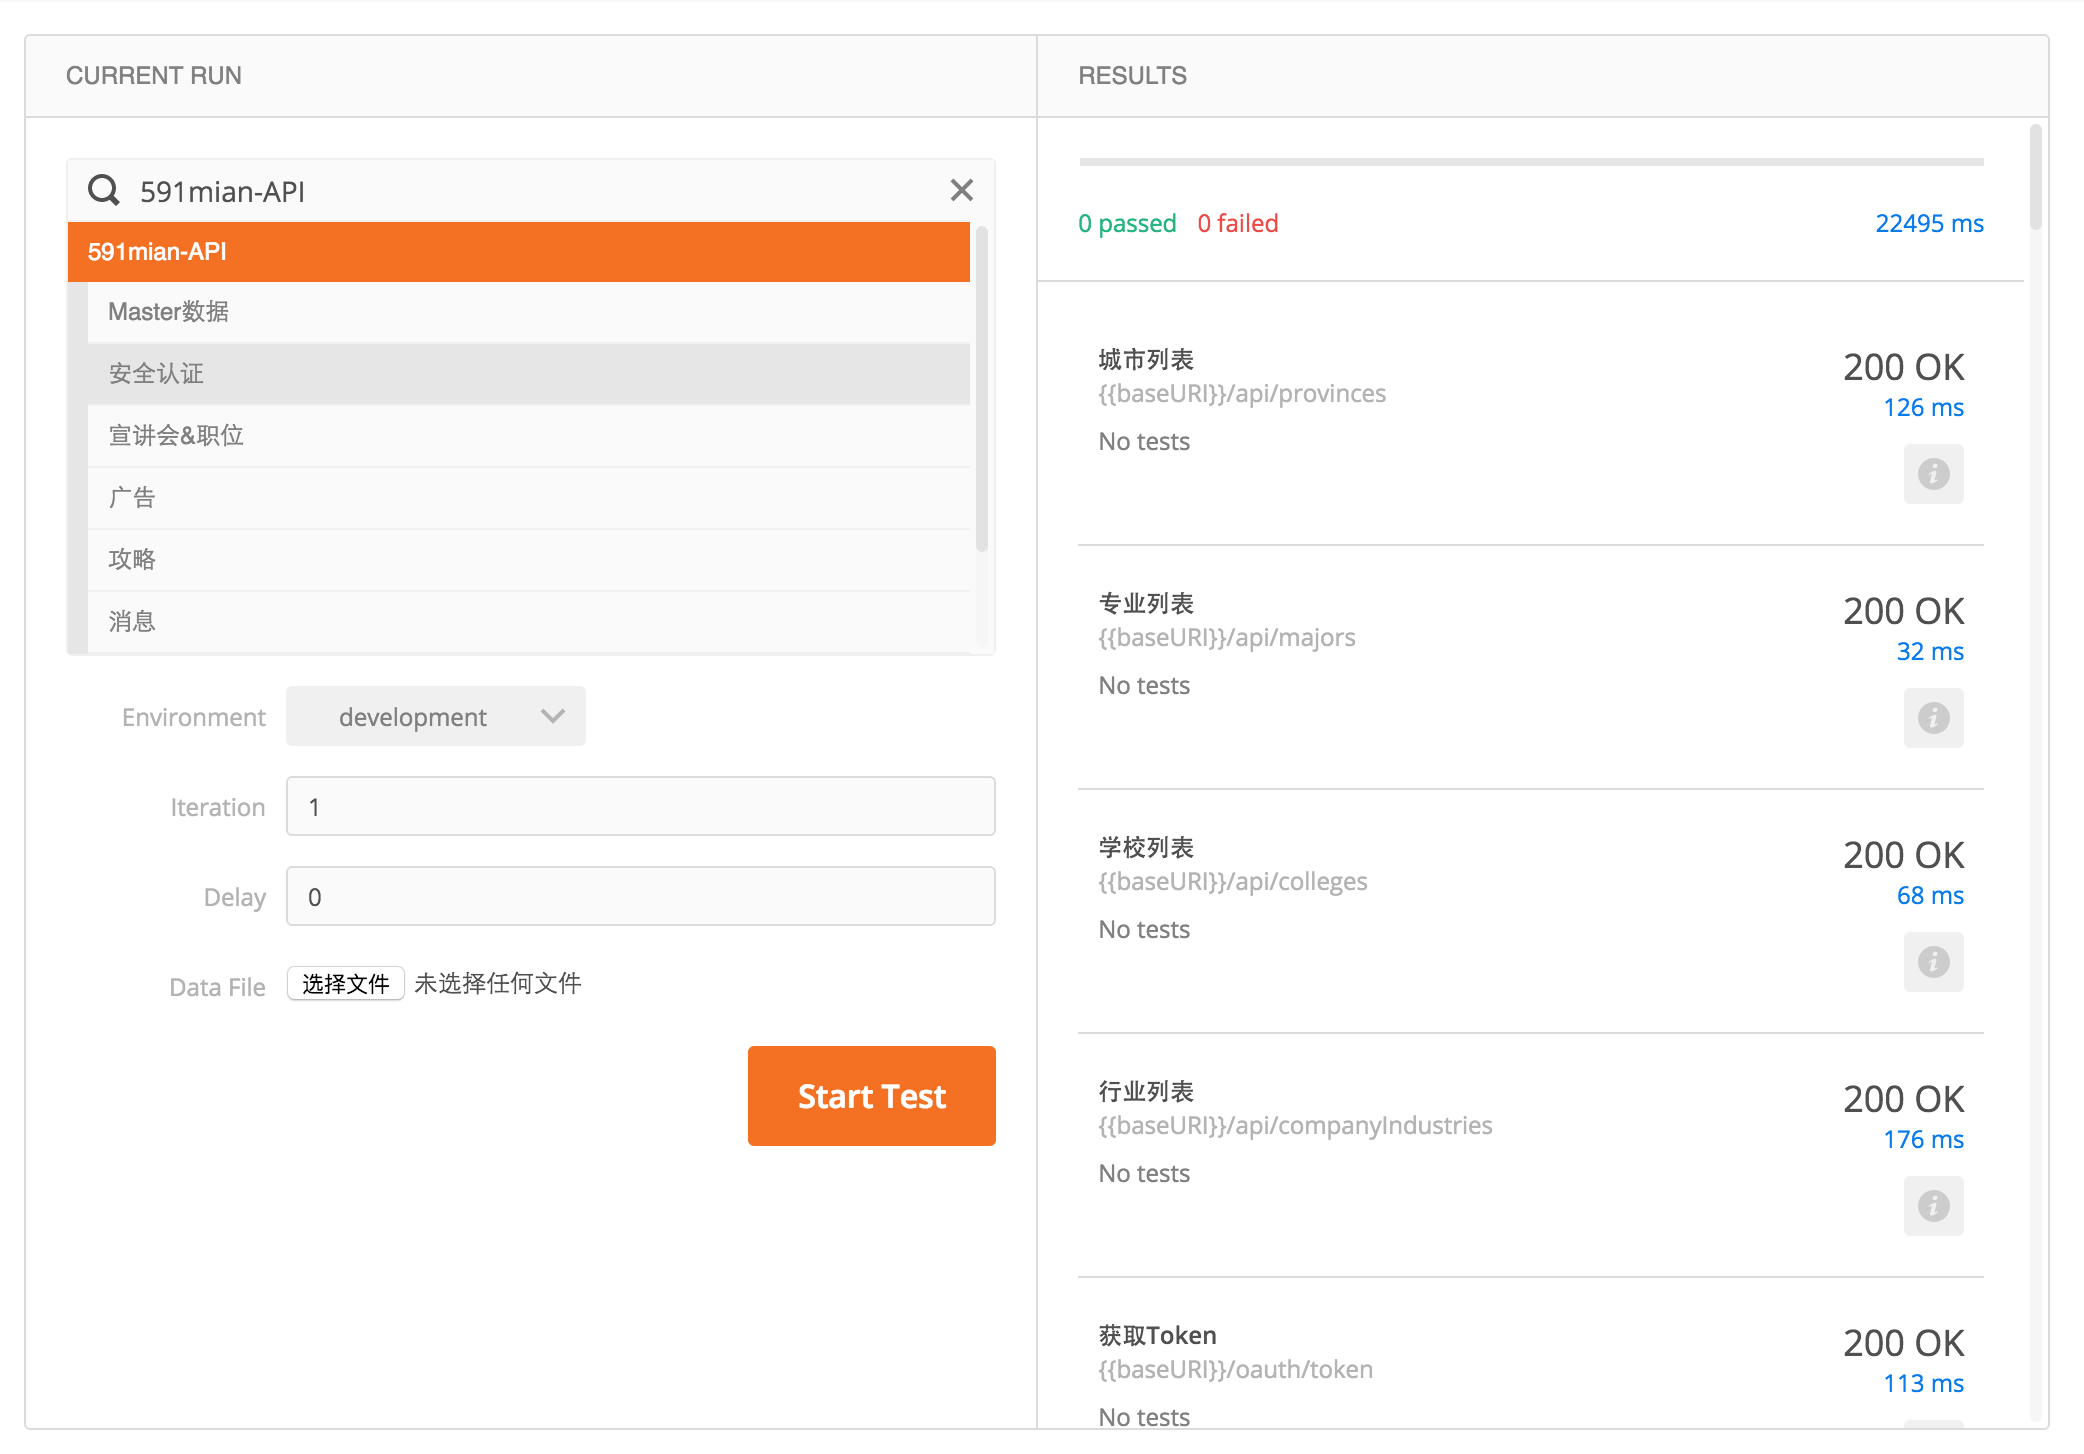 CURRENT RUN
591mian-API
591mian-API
Master数据
安全认证
宣讲会&职位
广告
攻略
消息
Environment development
Iteration 1
Delay 0
Data File 选择文件 未选择任何文件
Start Test
RESULTS
0 passed 0 failed 22495 ms
城市列表 200 OK
{{baseURI}}/api/provinces 126 ms
No tests
专业列表 200 OK
{{baseURI}}/api/majors 32 ms
No tests
学校列表 200 OK
{{baseURI}}/api/colleges 68 ms
No tests
行业列表 200 OK
{{baseURI}}/api/companyIndustries 176 ms
No tests
获取Token 200 OK
{{baseURI}}/oauth/token 113 ms
No tests